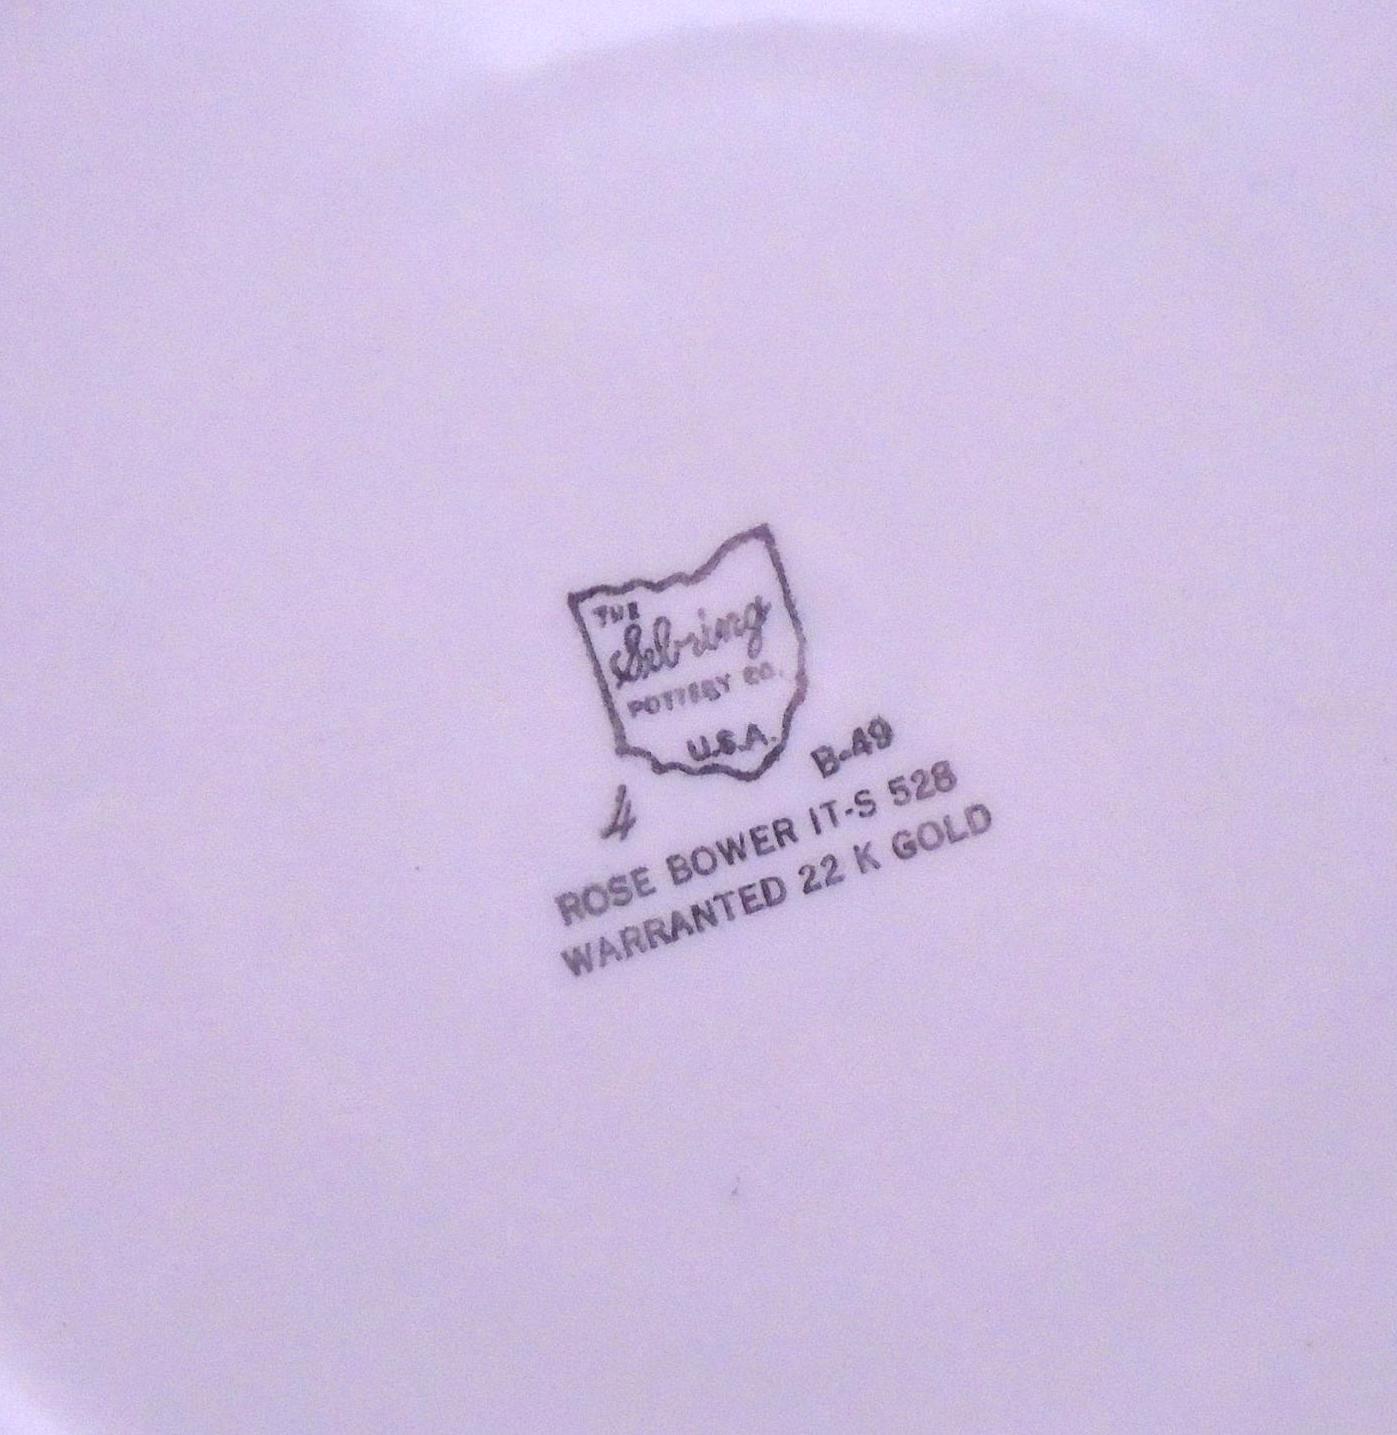 THE
Sebring
POTTERY CO.
U.S.A.
B-49
4
ROSE BOWER IT-S 528
WARRANTED 22 K GOLD